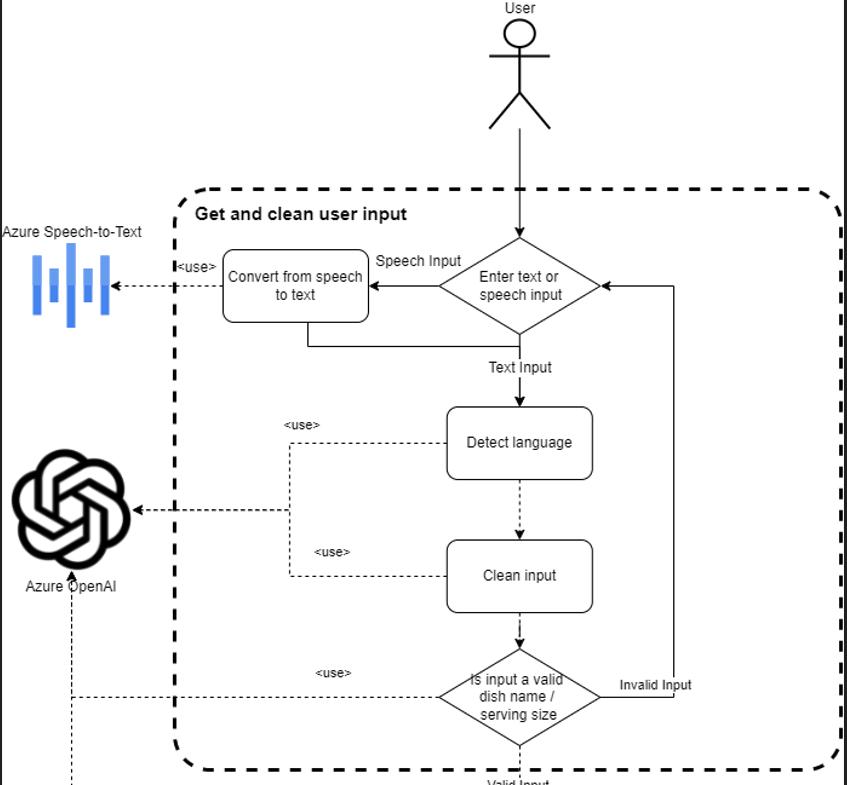 User
Get and clean user input
Azure Speech-to-Text
<use>
Convert from speech
to text
Speech Input
Enter text or
speech input
Text Input
<use>
Detect language
<use>
Clean input
Azure OpenAI
<use>
Is input a valid
dish name /
serving size
Invalid Input
Valid Input